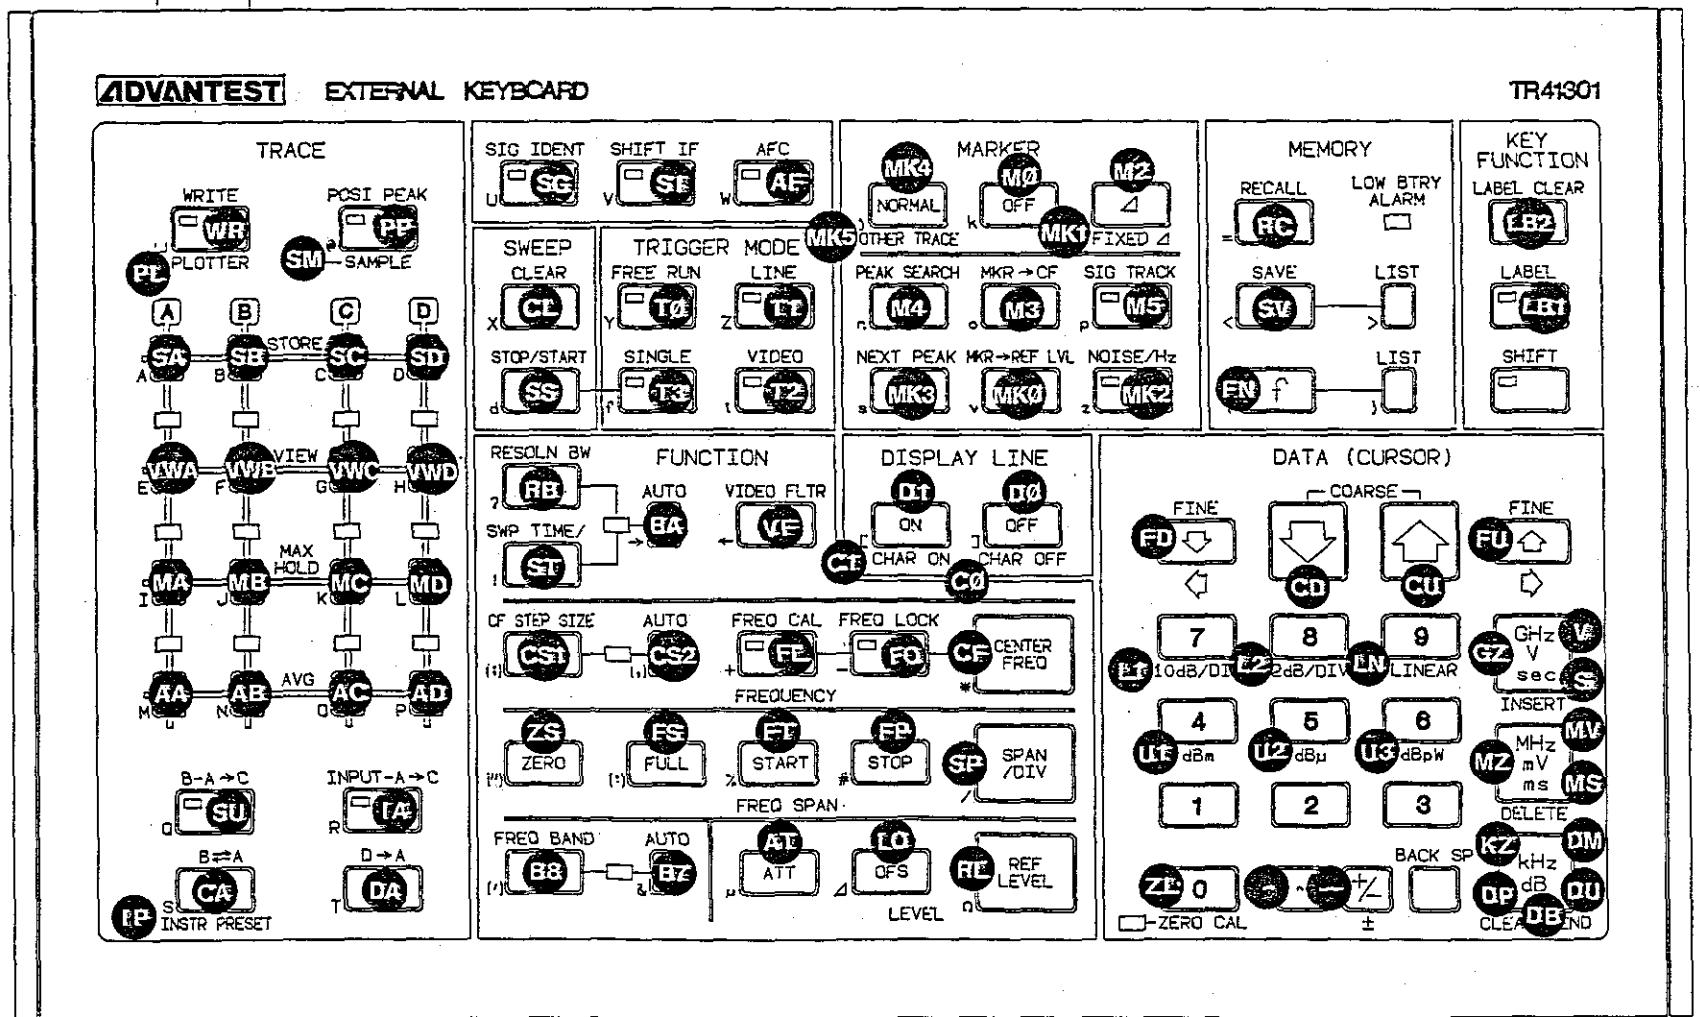 ADVANTEST EXTERNAL KEYBOARD TR41301
TRACE
WRITE POSI PEAK
WR PP
PL PLOTTER SM SAMPLE
A B C D
STORE
SA SB SC SD
A B C D
VIEW
VWA VWB VWC VWD
E F G H
MAX HOLD
MA MB MC MD
I J K L
AVG
AA AB AC AD
M N O P
B-A→C INPUT-A→C
SU IA
Q R
B⇄A D→A
CA DA
S T
IP INSTR PRESET
SIG IDENT SHIFT IF AFC
SG SI AF
U V W
SWEEP
CLEAR
CL
X
STOP/START
SS
d
TRIGGER MODE
FREE RUN LINE
TØ T1
Y Z
SINGLE VIDEO
T3 T2
f t
MARKER
MK4 MØ M2
NORMAL OFF ⊿
k
MK5 OTHER TRACE MK1 FIXED ⊿
PEAK SEARCH MKR→CF SIG TRACK
M4 M3 M5
n o p
NEXT PEAK MKR→REF LVL NOISE/Hz
MK3 MKØ MK2
s v z
MEMORY
RECALL LOW BTRY ALARM
RC
=
SAVE LIST
SV
< >
LIST
FN f
KEY FUNCTION
LABEL CLEAR
LB2
LABEL
LB1
SHIFT
FUNCTION
RESOLN BW AUTO VIDEO FLTR
RB BA VF
? → ←
SWP TIME/
ST
!
DISPLAY LINE
D1 DØ
ON OFF
[ ]
C1 CHAR ON CØ CHAR OFF
CF STEP SIZE AUTO FREQ CAL FREQ LOCK
CS1 CS2 FL FO CF CENTER FREQ
(;) (,) + - *
FREQUENCY
ZS FS FT FP
ZERO FULL START STOP SP SPAN /DIV
(") (:) % # /
FREQ SPAN
FREQ BAND AUTO AT LO
B8 BZ ATT OFS RL REF LEVEL
(') & μ ⊿ Ω
LEVEL
DATA (CURSOR)
FINE COARSE FINE
FD CD CU FU
7 8 9 GZ GHz V sec V S
L1 10dB/DIV L2 2dB/DIV LN LINEAR INSERT
4 5 6 MZ MHz mV ms MV MS
U1 dBm U2 dBμ U3 dBpW DELETE
1 2 3 KZ kHz dB DM DU
BACK SP DP DB
ZL 0 +/-
-ZERO CAL ±